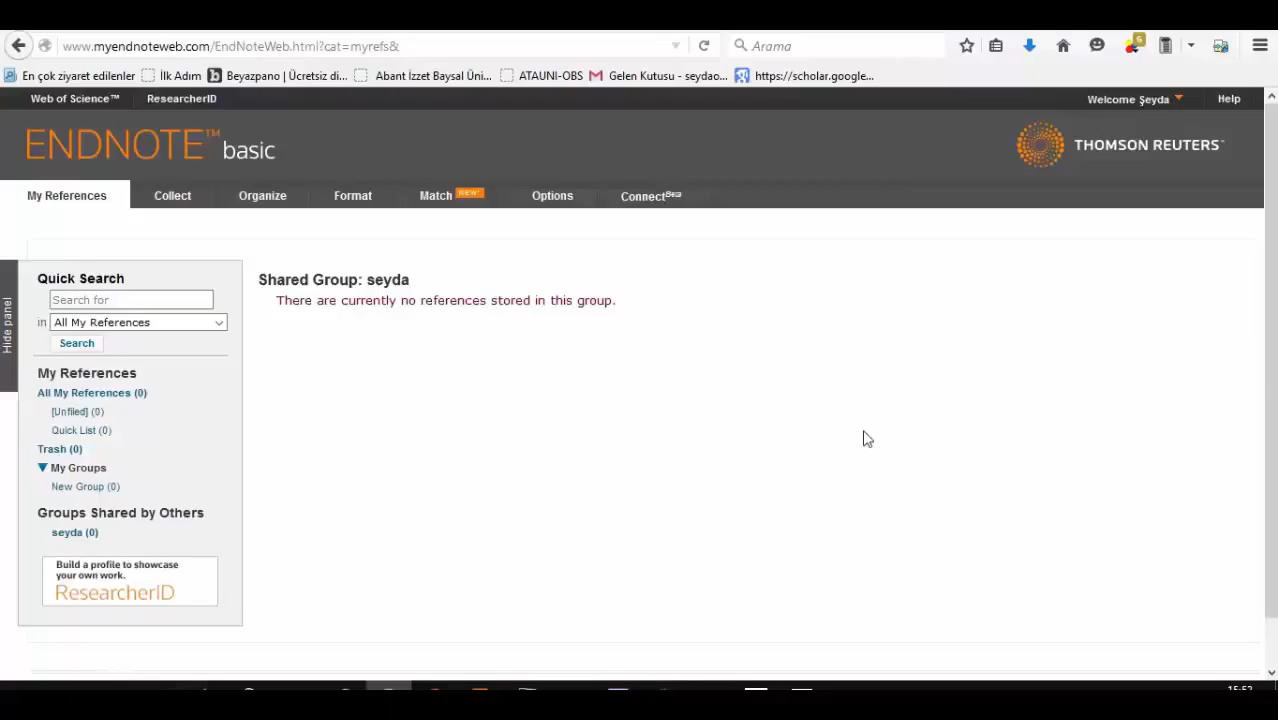 www.myendnoteweb.com/EndNoteWeb.html?cat=myrefs&
Arama
6
En çok ziyaret edilenler İlk Adım Beyazpano | Ücretsiz di... Abant İzzet Baysal Üni... ATAUNI-OBS Gelen Kutusu - seydao... https://scholar.google...
Web of Science™ ResearcherID Welcome Şeyda Help
ENDNOTE™ basic THOMSON REUTERS™
My References Collect Organize Format Match NEW! Options Connect Beta
Hide panel
Quick Search
Search for
in All My References
Search
My References
All My References (0)
[Unfiled] (0)
Quick List (0)
Trash (0)
My Groups
New Group (0)
Groups Shared by Others
seyda (0)
Build a profile to showcase
your own work.
ResearcherID
Shared Group: seyda
There are currently no references stored in this group.